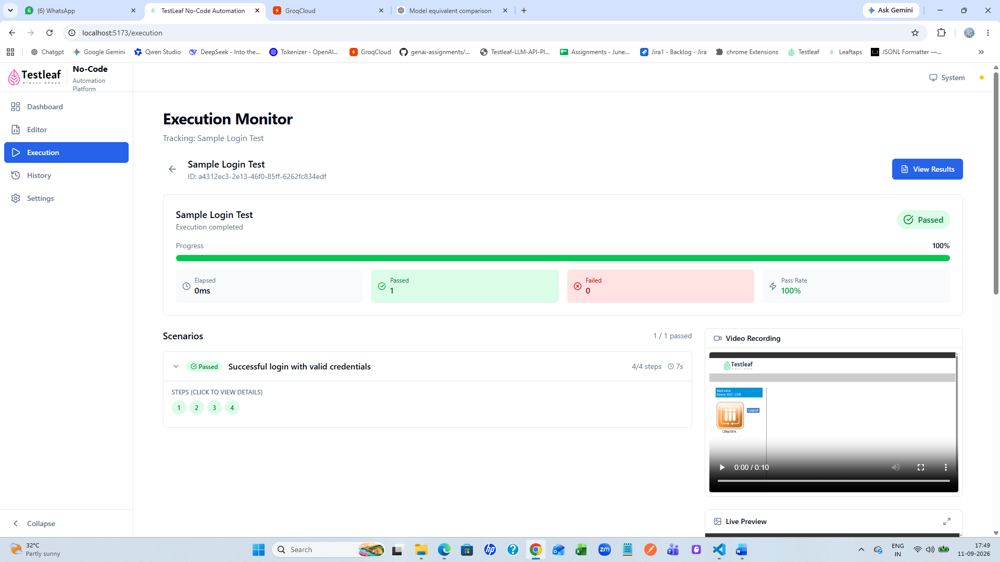 (6) WhatsApp
TestLeaf No-Code Automation
GroqCloud
Model equivalent comparison
Ask Gemini
localhost:5173/execution
Chatgpt
Google Gemini
Qwen Studio
DeepSeek - Into the...
Tokenizer - OpenAI...
GroqCloud
genai-assignments/...
Testleaf-LLM-API-Pl...
Assignments - June...
Jira1 - Backlog - Jira
chrome Extensions
Testleaf
Leaftaps
JSONL Formatter —...
Testleaf
Always Ahead
No-Code
Automation
Platform
System
Dashboard
Editor
Execution
History
Settings
Collapse
Execution Monitor
Tracking: Sample Login Test
Sample Login Test
ID: a4312ec3-2e13-46f0-85ff-6262fc834edf
View Results
Sample Login Test
Execution completed
Passed
Progress
100%
Elapsed
0ms
Passed
1
Failed
0
Pass Rate
100%
Scenarios
1 / 1 passed
Passed
Successful login with valid credentials
4/4 steps
7s
STEPS (CLICK TO VIEW DETAILS)
1 2 3 4
Video Recording
Testleaf
Always Ahead
Welcome
Demo B2C CSR
Logout
CRM/SFA
0:00 / 0:10
Live Preview
32°C
Partly sunny
Search
ENG
IN
17:49
11-09-2026